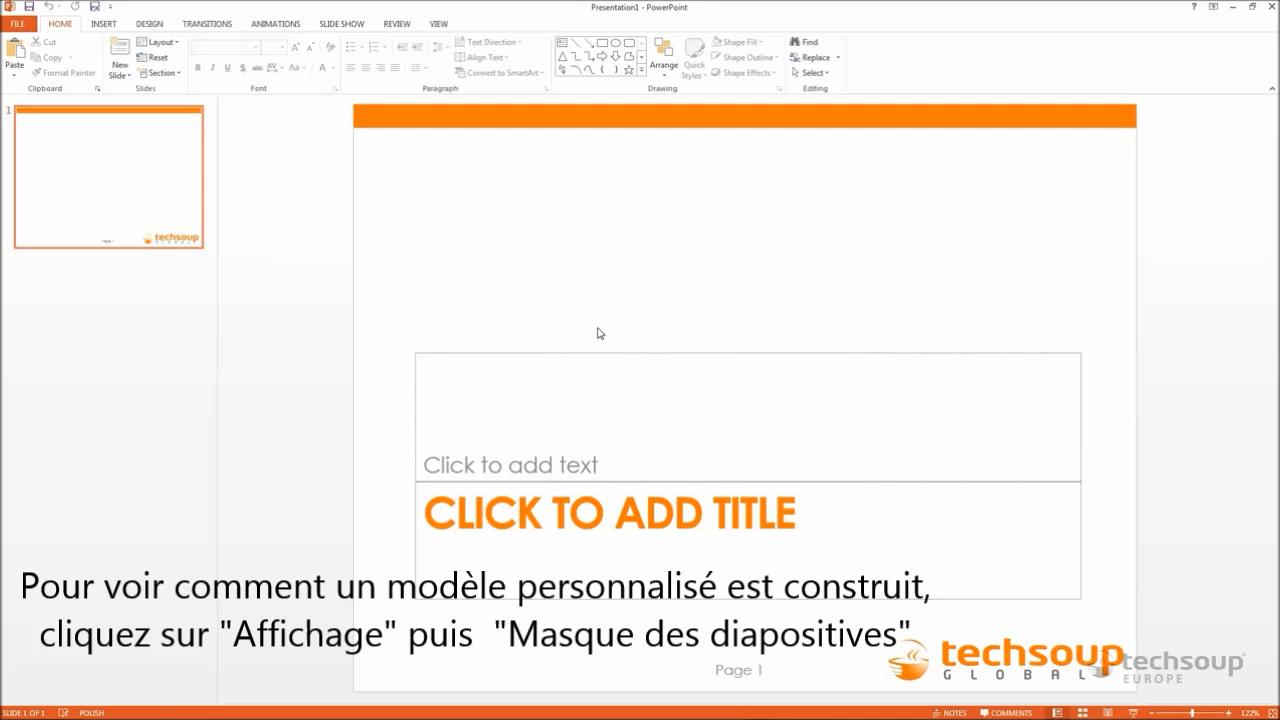 Presentation1 - PowerPoint
FILE HOME INSERT DESIGN TRANSITIONS ANIMATIONS SLIDE SHOW REVIEW VIEW
Paste
Cut
Copy
Format Painter
Clipboard
New
Slide
Layout
Reset
Section
Slides
Font
Text Direction
Align Text
Convert to SmartArt
Paragraph
Arrange
Quick
Styles
Shape Fill
Shape Outline
Shape Effects
Drawing
Find
Replace
Select
Editing
1
techsoup
Click to add text
CLICK TO ADD TITLE
Pour voir comment un modèle personnalisé est construit,
cliquez sur "Affichage" puis "Masque des diapositives"
techsoup
GLOBAL
techsoup
EUROPE
Page 1
SLIDE 1 OF 1 POLISH NOTES COMMENTS 122%